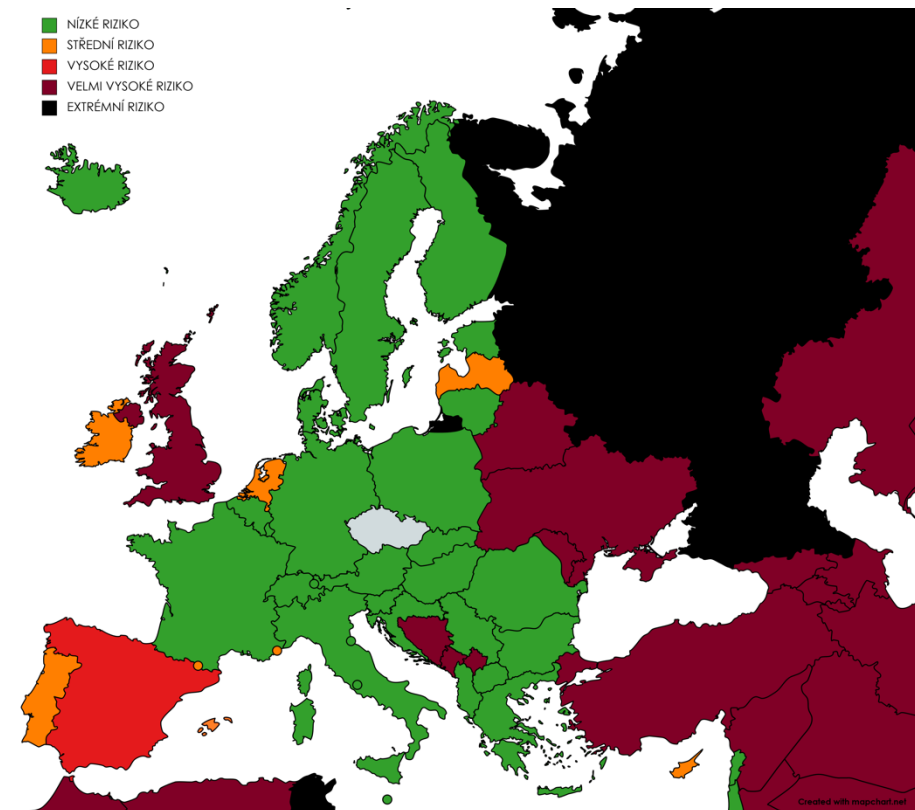 NÍZKÉ RIZIKO
STŘEDNÍ RIZIKO
VYSOKÉ RIZIKO
VELMI VYSOKÉ RIZIKO
EXTRÉMNÍ RIZIKO
Created with mapchart.net